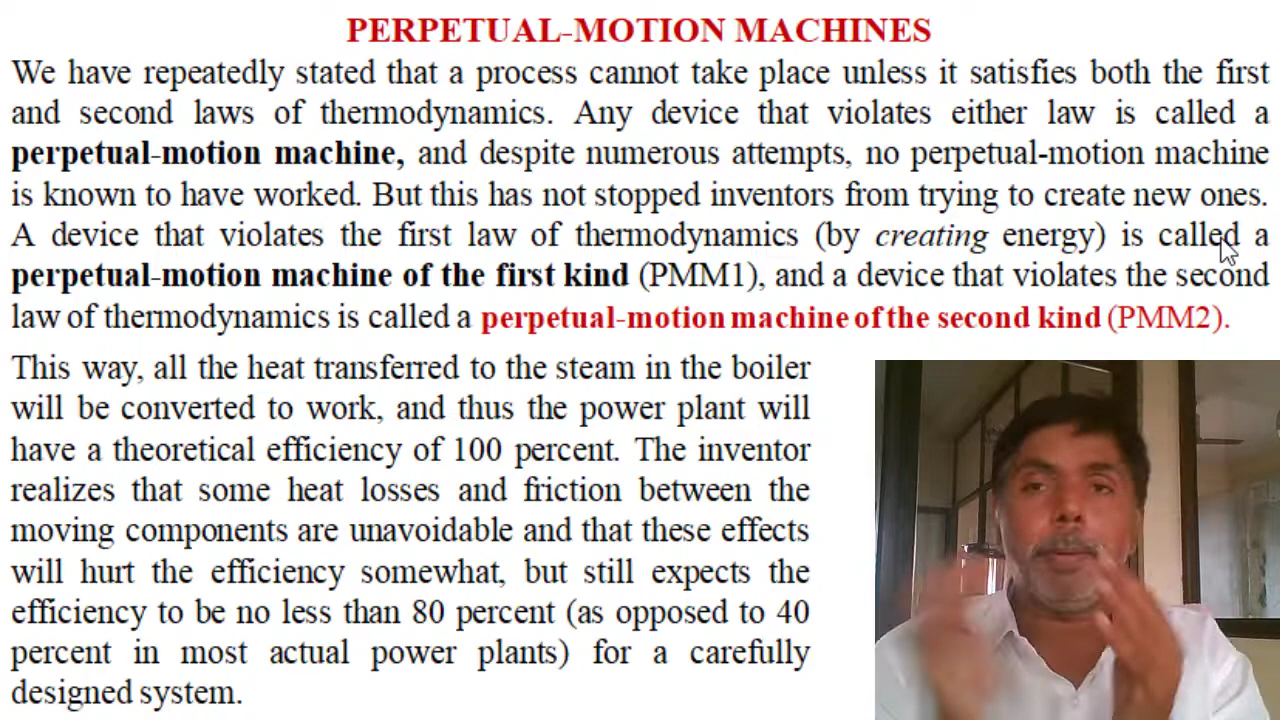 PERPETUAL-MOTION MACHINES
We have repeatedly stated that a process cannot take place unless it satisfies both the first
and second laws of thermodynamics. Any device that violates either law is called a
perpetual-motion machine, and despite numerous attempts, no perpetual-motion machine
is known to have worked. But this has not stopped inventors from trying to create new ones.
A device that violates the first law of thermodynamics (by creating energy) is called a
perpetual-motion machine of the first kind (PMM1), and a device that violates the second
law of thermodynamics is called a perpetual-motion machine of the second kind (PMM2).
This way, all the heat transferred to the steam in the boiler
will be converted to work, and thus the power plant will
have a theoretical efficiency of 100 percent. The inventor
realizes that some heat losses and friction between the
moving components are unavoidable and that these effects
will hurt the efficiency somewhat, but still expects the
efficiency to be no less than 80 percent (as opposed to 40
percent in most actual power plants) for a carefully
designed system.